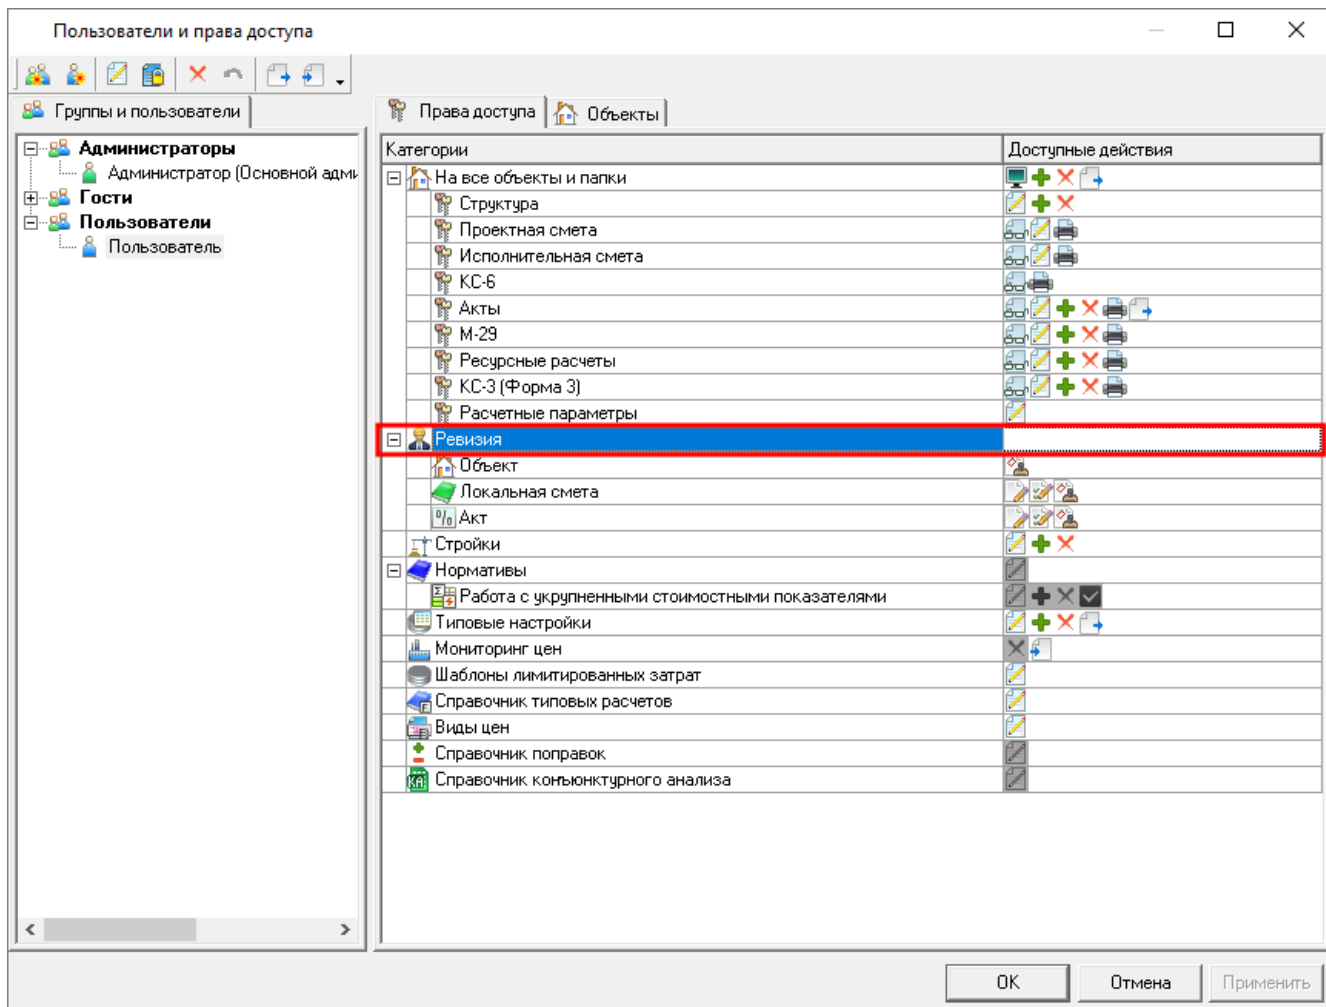 Пользователи и права доступа
Группы и пользователи
Права доступа
Объекты
Администраторы
Администратор (Основной адми
Гости
Пользователи
Пользователь
Категории
Доступные действия
На все объекты и папки
Структура
Проектная смета
Исполнительная смета
КС-6
Акты
М-29
Ресурсные расчеты
КС-3 (Форма 3)
Расчетные параметры
Ревизия
Объект
Локальная смета
Акт
Стройки
Нормативы
Работа с укрупненными стоимостными показателями
Типовые настройки
Мониторинг цен
Шаблоны лимитированных затрат
Справочник типовых расчетов
Виды цен
Справочник поправок
Справочник конъюнктурного анализа
OK
Отмена
Применить